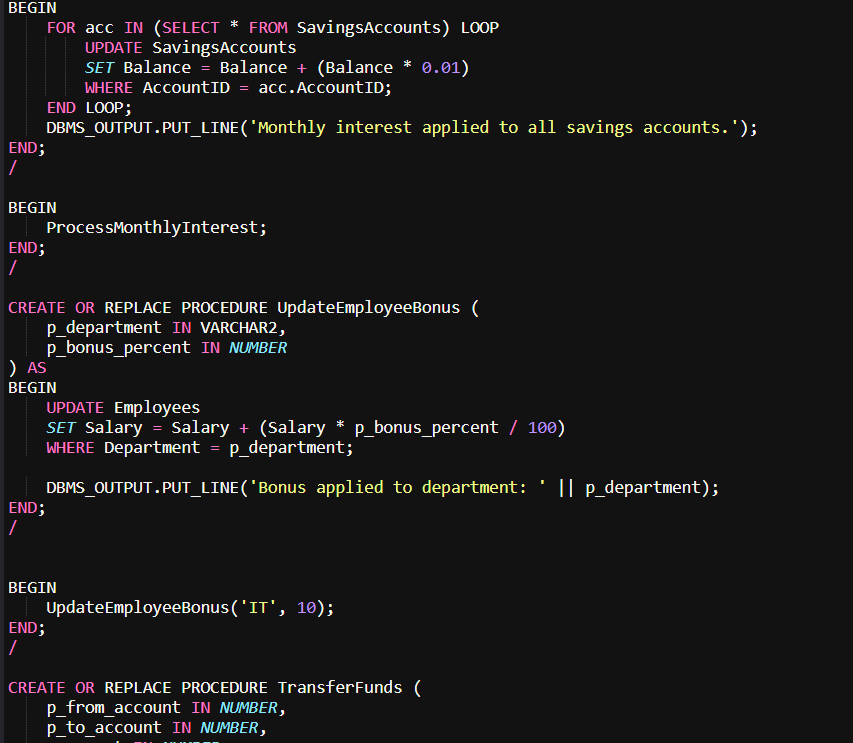 BEGIN
    FOR acc IN (SELECT * FROM SavingsAccounts) LOOP
        UPDATE SavingsAccounts
        SET Balance = Balance + (Balance * 0.01)
        WHERE AccountID = acc.AccountID;
    END LOOP;
    DBMS_OUTPUT.PUT_LINE('Monthly interest applied to all savings accounts.');
END;
/

BEGIN
    ProcessMonthlyInterest;
END;
/

CREATE OR REPLACE PROCEDURE UpdateEmployeeBonus (
    p_department IN VARCHAR2,
    p_bonus_percent IN NUMBER
) AS
BEGIN
    UPDATE Employees
    SET Salary = Salary + (Salary * p_bonus_percent / 100)
    WHERE Department = p_department;

    DBMS_OUTPUT.PUT_LINE('Bonus applied to department: ' || p_department);
END;
/


BEGIN
    UpdateEmployeeBonus('IT', 10);
END;
/

CREATE OR REPLACE PROCEDURE TransferFunds (
    p_from_account IN NUMBER,
    p_to_account IN NUMBER,